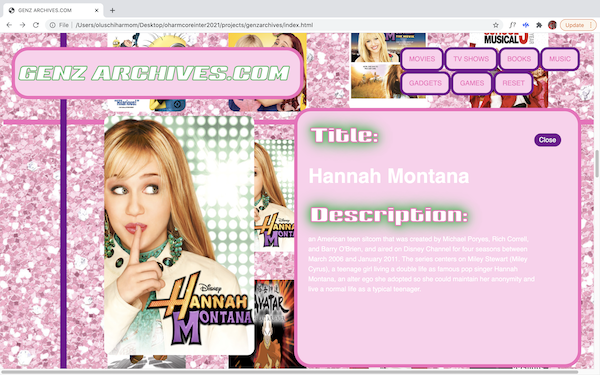 GENZ ARCHIVES.COM
File
/Users/oluschiharmom/Desktop/oharmcoreinter2021/projects/genzarchives/index.html
Update
GENZ ARCHIVES.COM
MOVIES
TV SHOWS
BOOKS
MUSIC
GADGETS
GAMES
RESET
Hilarious!
MUSICAL
Title:
Close
Hannah Montana
Description:
an American teen sitcom that was created by Michael Poryes, Rich Correll,
and Barry O'Brien, and aired on Disney Channel for four seasons between
March 2006 and January 2011. The series centers on Miley Stewart (Miley
Cyrus), a teenage girl living a double life as famous pop singer Hannah
Montana, an alter ego she adopted so she could maintain her anonymity and
live a normal life as a typical teenager.
Disney
HANNAH
MONTANA
AVATAR